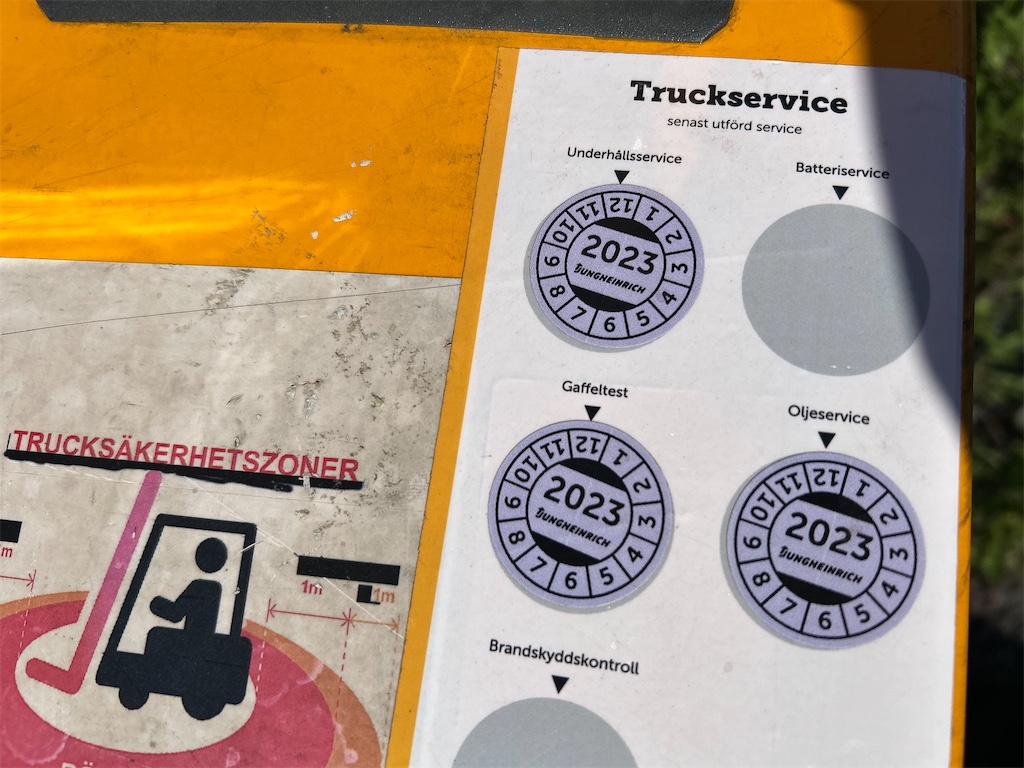 Truckservice
senast utförd service
Underhållsservice
12 1 2 3 4 5 6 7 8 9 10 11
2023
JUNGHEINRICH
Batteriservice
Gaffeltest
12 1 2 3 4 5 6 7 8 9 10 11
2023
JUNGHEINRICH
Oljeservice
12 1 2 3 4 5 6 7 8 9 10 11
2023
JUNGHEINRICH
Brandskyddskontroll
TRUCKSÄKERHETSZONER
1m
1m